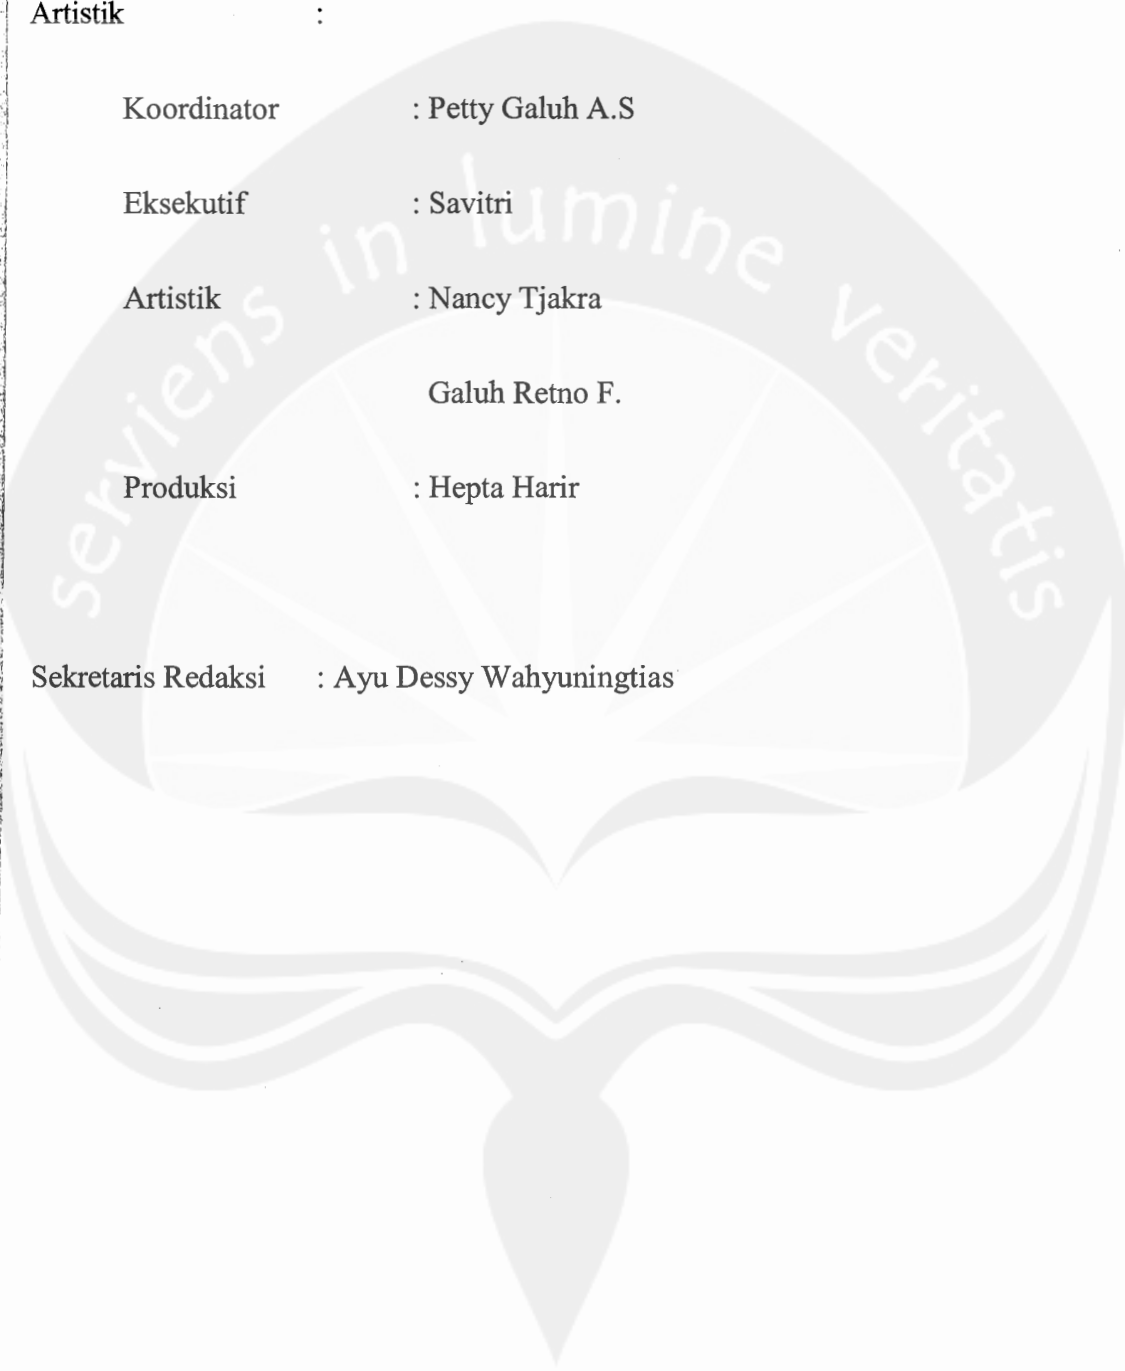 Artistik :
Koordinator : Petty Galuh A.S
Eksekutif : Savitri
Artistik : Nancy Tjakra
Galuh Retno F.
Produksi : Hepta Harir
Sekretaris Redaksi : Ayu Dessy Wahyuningtias
serviens in lumine veritatis